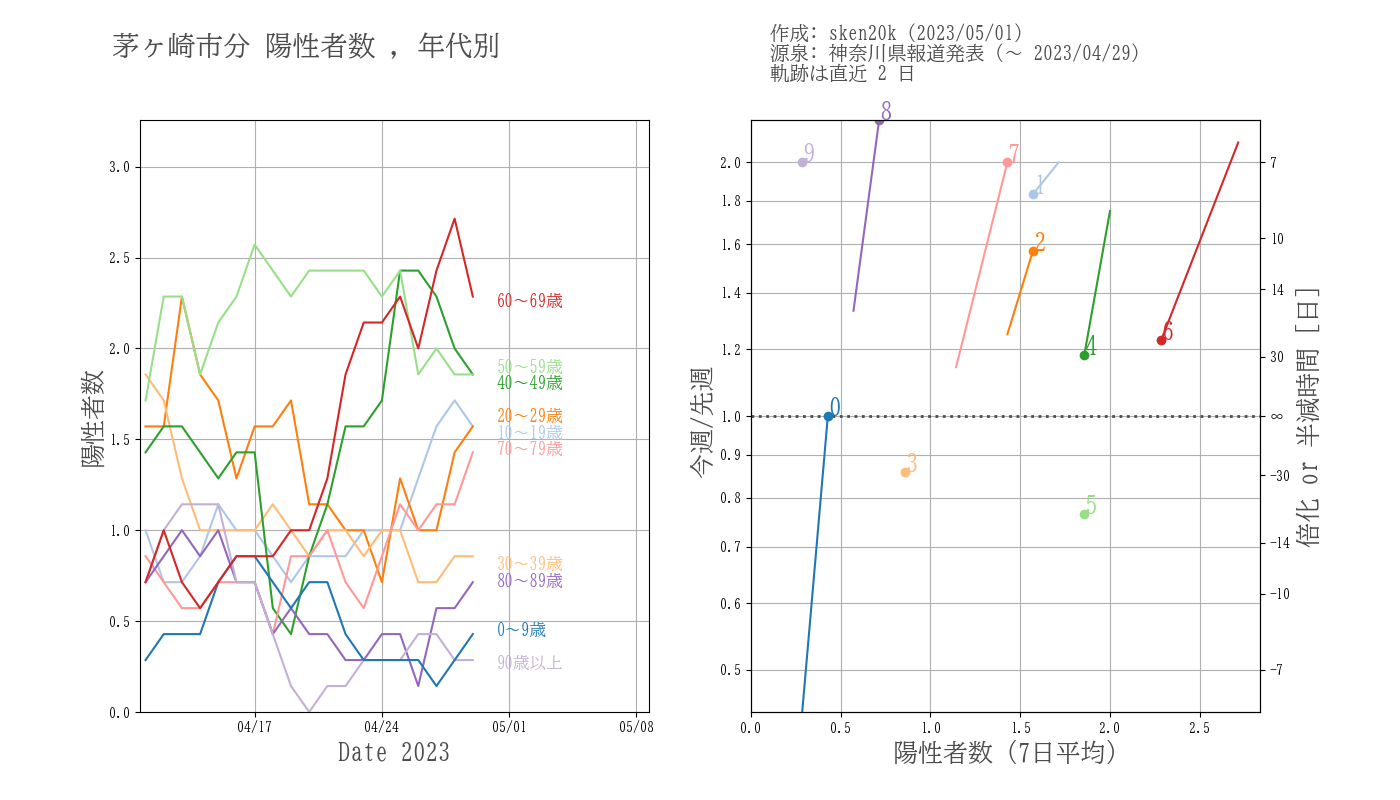 茅ヶ崎市分 陽性者数 , 年代別
作成: sken20k (2023/05/01)
源泉: 神奈川県報道発表 (〜 2023/04/29)
軌跡は直近 2 日
陽性者数
3.0
2.5
2.0
1.5
1.0
0.5
0.0
60〜69歳
50〜59歳
40〜49歳
20〜29歳
10〜19歳
70〜79歳
30〜39歳
80〜89歳
0〜9歳
90歳以上
04/17
04/24
05/01
05/08
Date 2023
今週/先週
2.0
1.8
1.6
1.4
1.2
1.0
0.9
0.8
0.7
0.6
0.5
8
9
7
1
2
4
6
0
3
5
7
10
14
30
∞
-30
-14
-10
-7
倍化 or 半減時間 [日]
0.0
0.5
1.0
1.5
2.0
2.5
陽性者数 (7日平均)